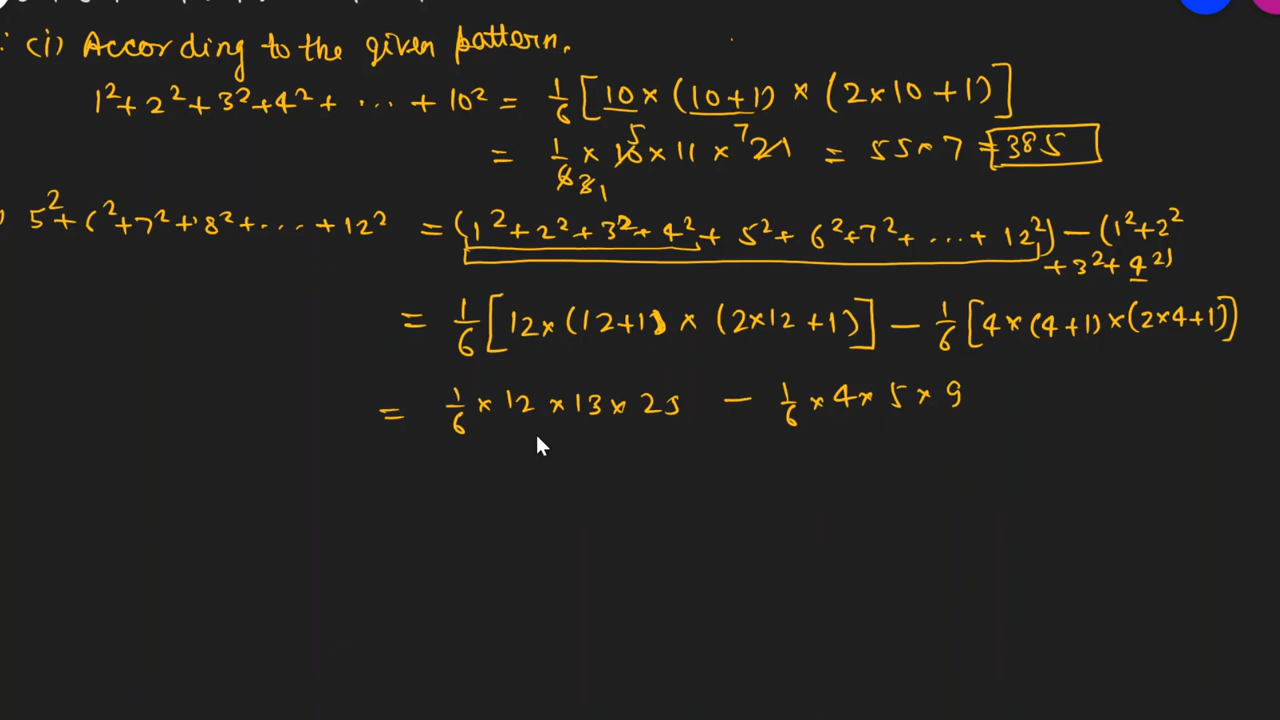 (i) According to the given pattern.
1² + 2² + 3² + 4² + ... + 10² = 1/6 [10 × (10+1) × (2×10+1)]
= 1/6 × 10 × 11 × 21 = 55 × 7 = 385
5² + 6² + 7² + 8² + ... + 12² = (1² + 2² + 3² + 4² + 5² + 6² + 7² + ... + 12²) − (1² + 2²
+ 3² + 4²)
= 1/6 [12 × (12+1) × (2×12+1)] − 1/6 [4 × (4+1) × (2×4+1)]
= 1/6 × 12 × 13 × 25 − 1/6 × 4 × 5 × 9